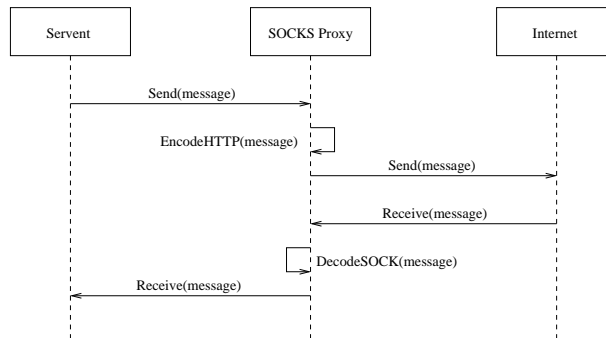 Servent
SOCKS Proxy
Internet
Send(message)
EncodeHTTP(message)
Send(message)
Receive(message)
DecodeSOCK(message)
Receive(message)